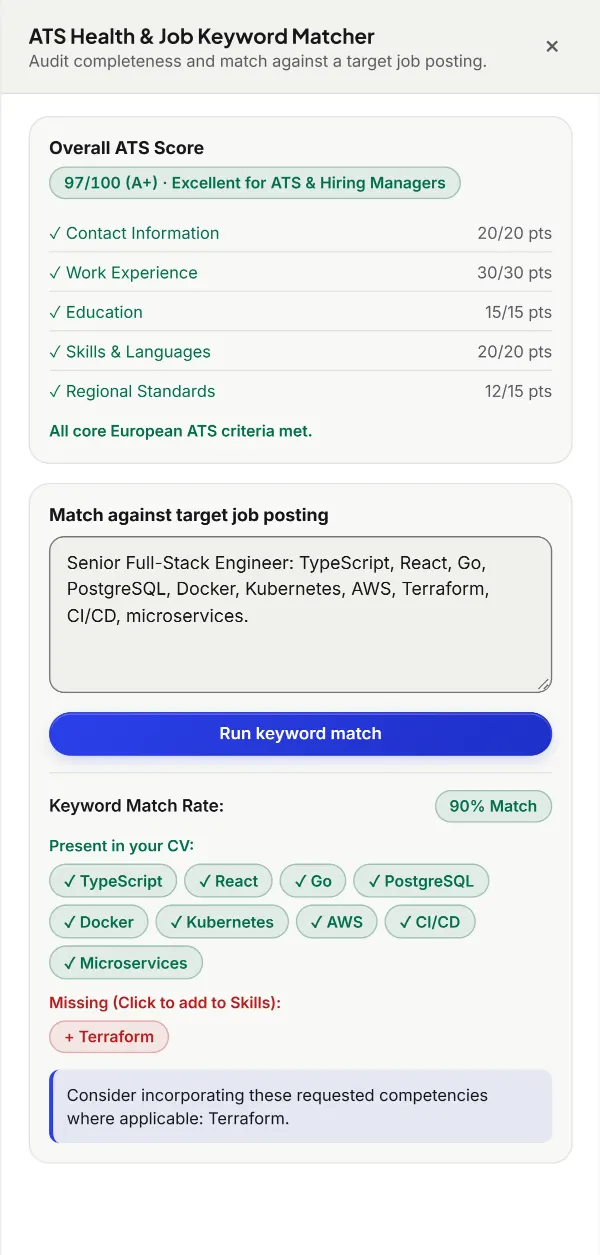 ATS Health & Job Keyword Matcher
Audit completeness and match against a target job posting.
×
Overall ATS Score
97/100 (A+) · Excellent for ATS & Hiring Managers
✓ Contact Information 20/20 pts
✓ Work Experience 30/30 pts
✓ Education 15/15 pts
✓ Skills & Languages 20/20 pts
✓ Regional Standards 12/15 pts
All core European ATS criteria met.
Match against target job posting
Senior Full-Stack Engineer: TypeScript, React, Go,
PostgreSQL, Docker, Kubernetes, AWS, Terraform,
CI/CD, microservices.
Run keyword match
Keyword Match Rate: 90% Match
Present in your CV:
✓ TypeScript ✓ React ✓ Go ✓ PostgreSQL
✓ Docker ✓ Kubernetes ✓ AWS ✓ CI/CD
✓ Microservices
Missing (Click to add to Skills):
+ Terraform
Consider incorporating these requested competencies
where applicable: Terraform.